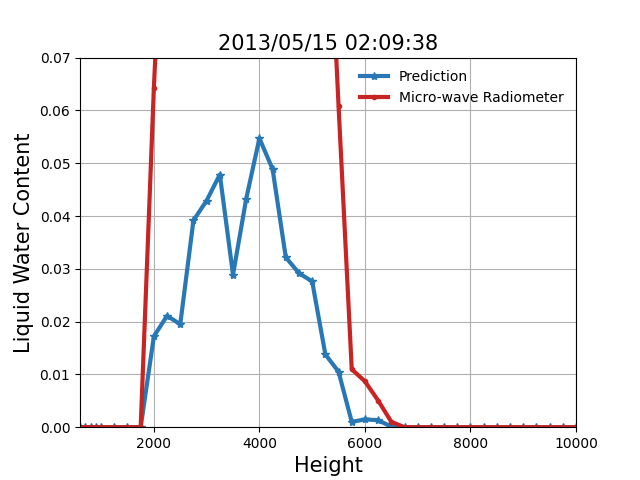 2013/05/15 02:09:38
0.07
0.06
0.05
0.04
0.03
0.02
0.01
0.00
Liquid Water Content
Prediction
Micro-wave Radiometer
2000 4000 6000 8000 10000
Height